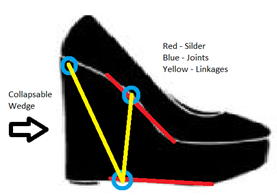 Red - Silder
Blue - Joints
Yellow - Linkages
Collapsable
Wedge